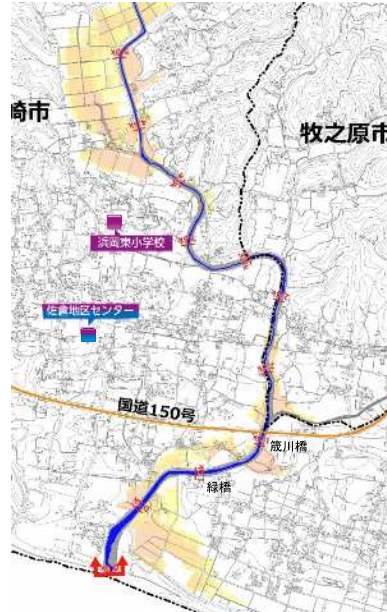 崎市
牧之原市
浜岡東小学校
佐倉地区センター
国道150号
筬川橋
緑橋